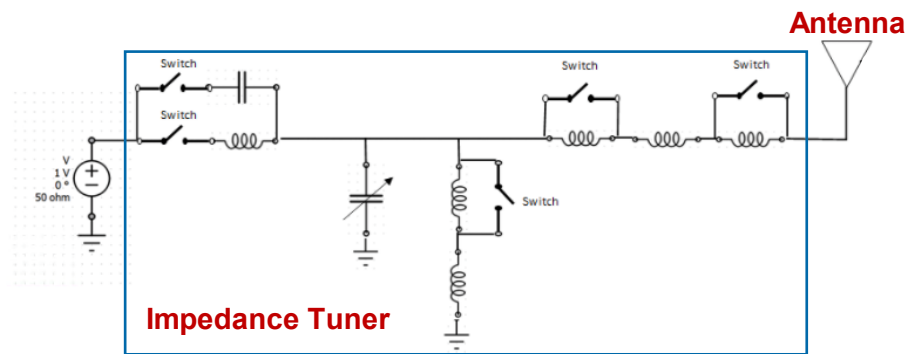 Antenna
Switch
Switch
Switch
Switch
V
1 V
0 °
50 ohm
Switch
Impedance Tuner